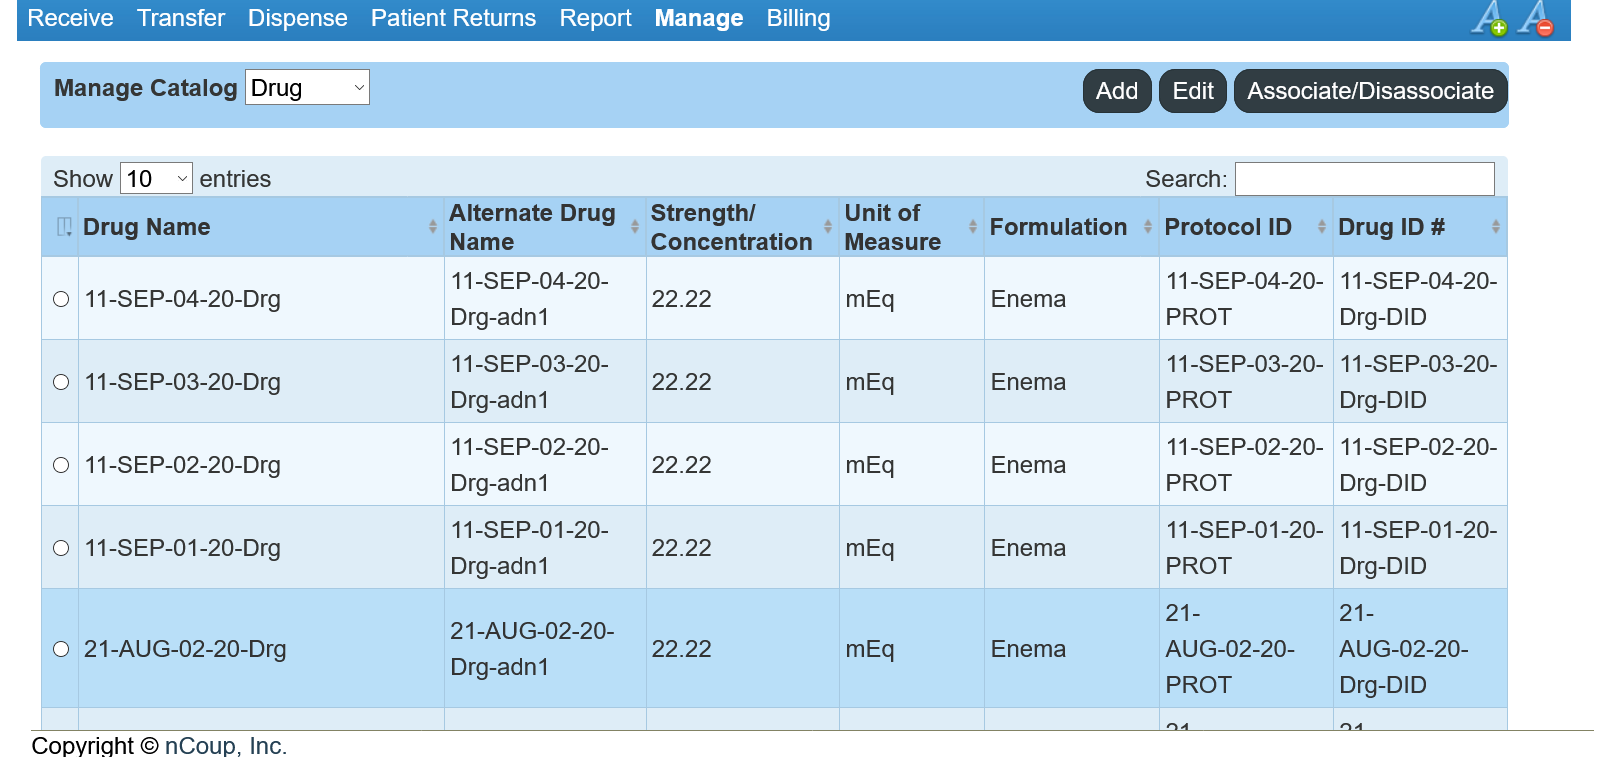 Receive Transfer Dispense Patient Returns Report Manage Billing
Manage Catalog Drug Add Edit Associate/Disassociate
Show 10 entries Search:
Drug Name Alternate Drug Name Strength/ Concentration Unit of Measure Formulation Protocol ID Drug ID #
11-SEP-04-20-Drg 11-SEP-04-20-Drg-adn1 22.22 mEq Enema 11-SEP-04-20-PROT 11-SEP-04-20-Drg-DID
11-SEP-03-20-Drg 11-SEP-03-20-Drg-adn1 22.22 mEq Enema 11-SEP-03-20-PROT 11-SEP-03-20-Drg-DID
11-SEP-02-20-Drg 11-SEP-02-20-Drg-adn1 22.22 mEq Enema 11-SEP-02-20-PROT 11-SEP-02-20-Drg-DID
11-SEP-01-20-Drg 11-SEP-01-20-Drg-adn1 22.22 mEq Enema 11-SEP-01-20-PROT 11-SEP-01-20-Drg-DID
21-AUG-02-20-Drg 21-AUG-02-20-Drg-adn1 22.22 mEq Enema 21-AUG-02-20-PROT 21-AUG-02-20-Drg-DID
Copyright © nCoup, Inc.